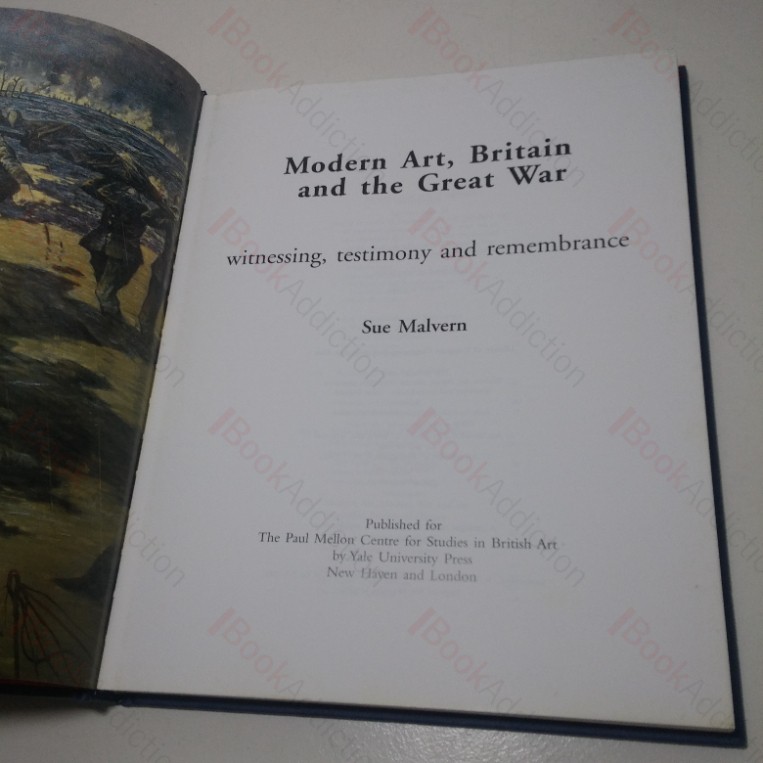 Modern Art, Britain
and the Great War
witnessing, testimony and remembrance
Sue Malvern
Published for
The Paul Mellon Centre for Studies in British Art
by Yale University Press
New Haven and London
BookAddiction